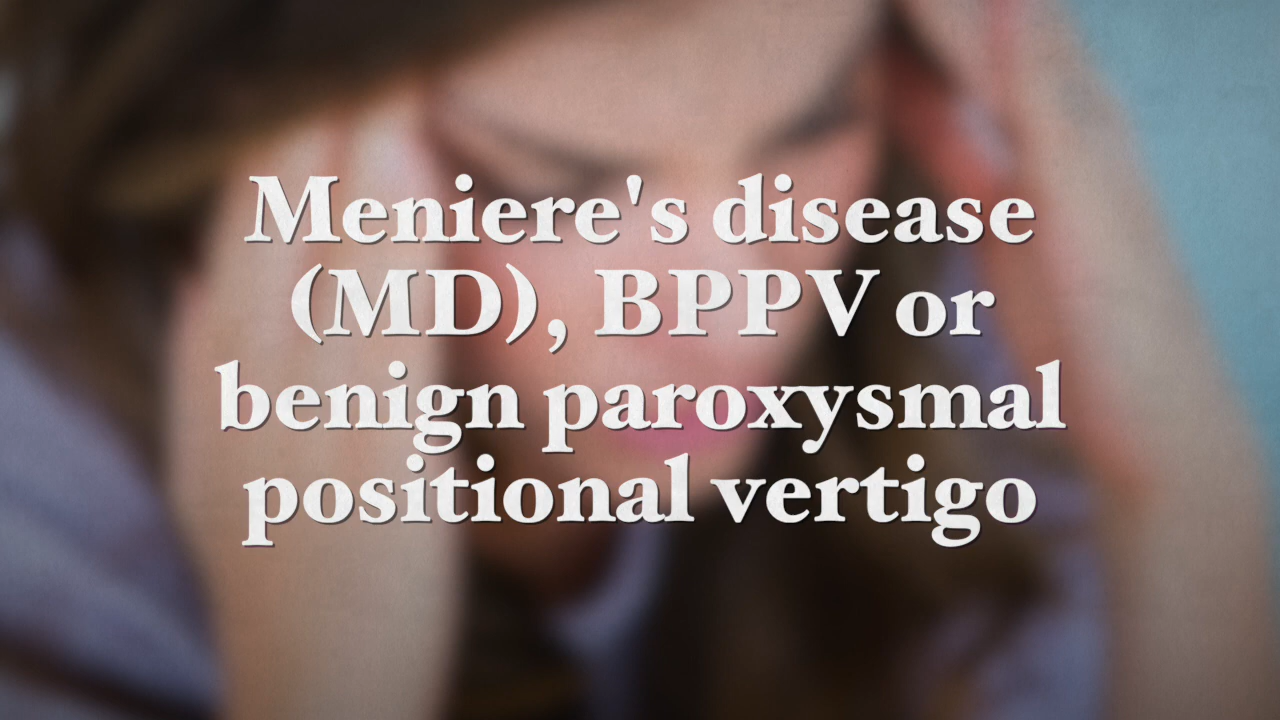 Meniere's disease
(MD), BPPV or
benign paroxysmal
positional vertigo